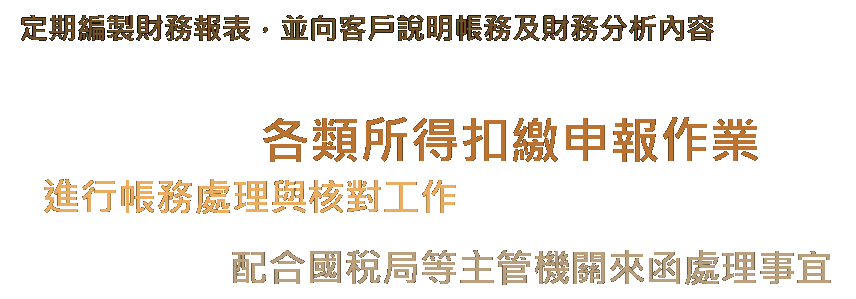 定期編製財務報表，並向客戶說明帳務及財務分析內容
各類所得扣繳申報作業
進行帳務處理與核對工作
配合國稅局等主管機關來函處理事宜